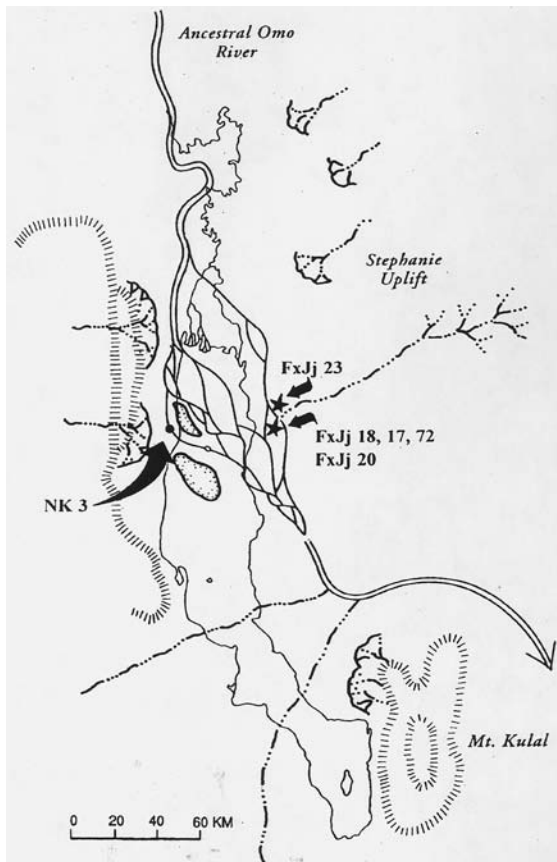 Ancestral Omo
River
Stephanie
Uplift
FxJj 23
FxJj 18, 17, 72
FxJj 20
NK 3
Mt. Kulal
0 20 40 60 KM